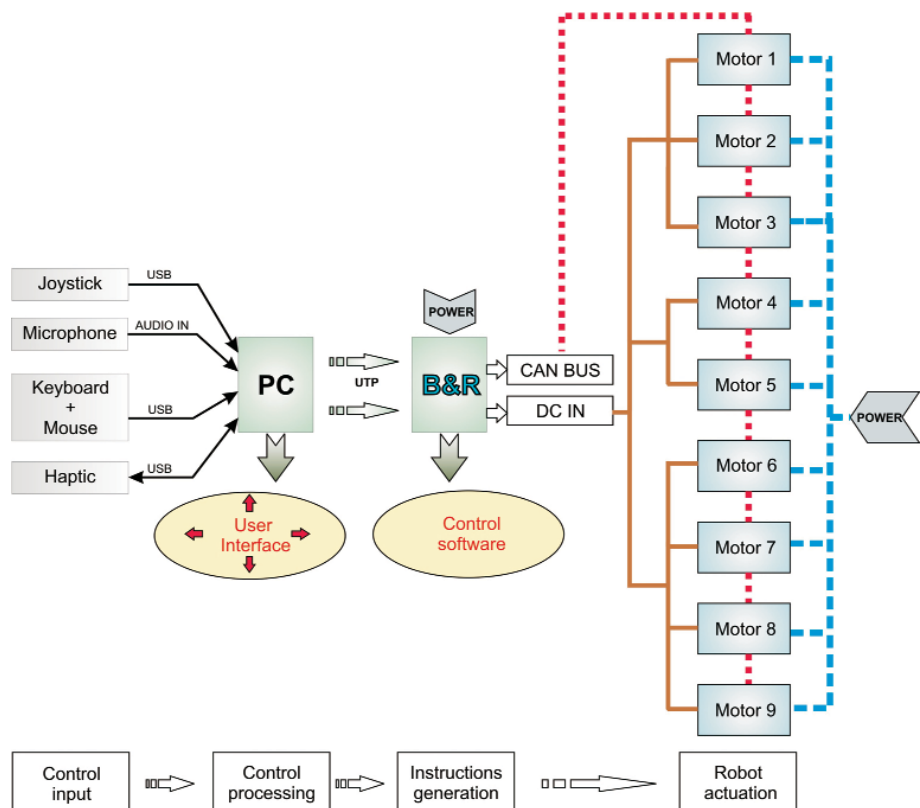 Joystick
USB
Microphone
AUDIO IN
Keyboard
+
Mouse
USB
Haptic
USB
PC
UTP
POWER
B&R
CAN BUS
DC IN
User
Interface
Control
software
Motor 1
Motor 2
Motor 3
Motor 4
Motor 5
Motor 6
Motor 7
Motor 8
Motor 9
POWER
Control
input
Control
processing
Instructions
generation
Robot
actuation